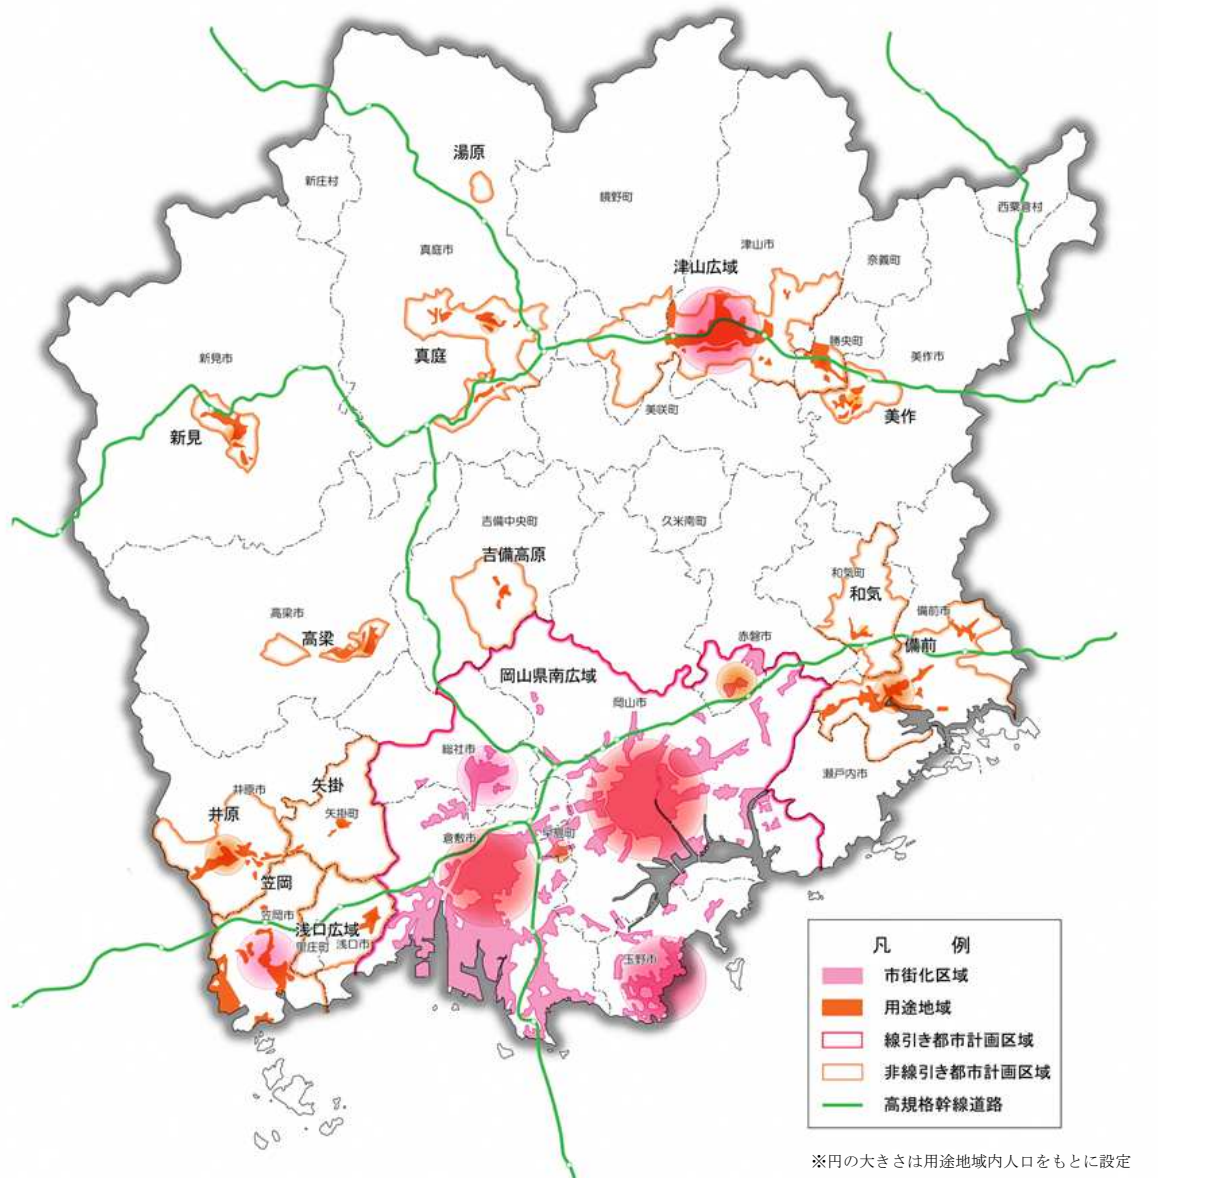 湯原
新庄村
鏡野町
西粟倉村
真庭市
津山市
奈義町
津山広域
勝央町
新見市
真庭
美作市
美咲町
美作
新見
吉備中央町
久米南町
吉備高原
和気町
和気
高梁市
備前市
高梁
赤磐市
備前
岡山県南広域
岡山市
総社市
瀬戸内市
矢掛
井原市
井原
矢掛町
倉敷市
早島町
笠岡
笠岡市
浅口広域
里庄町
浅口市
玉野市
凡 例
市街化区域
用途地域
線引き都市計画区域
非線引き都市計画区域
高規格幹線道路
※円の大きさは用途地域内人口をもとに設定